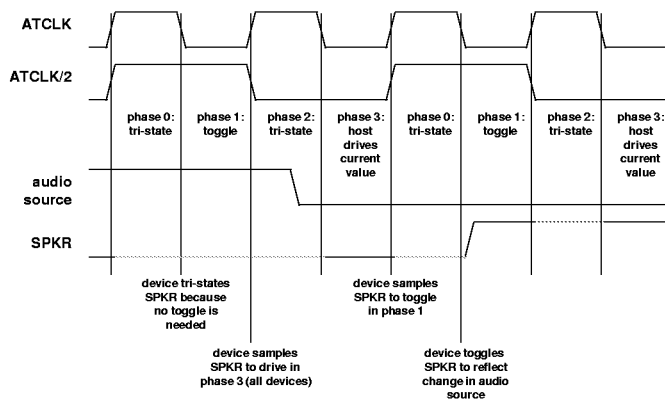 ATCLK
ATCLK/2
phase 0: phase 1: phase 2: phase 3: phase 0: phase 1: phase 2: phase 3:
tri-state toggle tri-state host tri-state toggle tri-state host
drives drives
current current
value value
audio
source
SPKR
device tri-states
SPKR because
no toggle is
needed
device samples
SPKR to toggle
in phase 1
device samples
SPKR to drive in
phase 3 (all devices)
device toggles
SPKR to reflect
change in audio
source